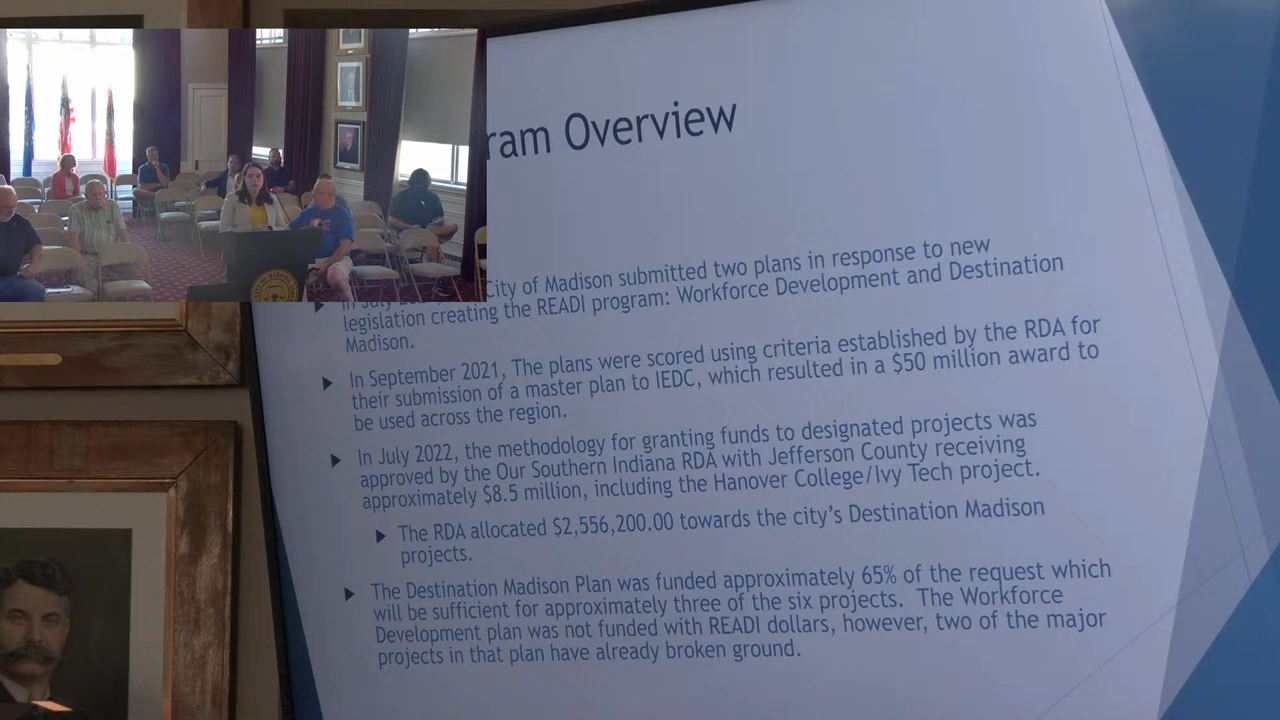 ram Overview
In July City of Madison submitted two plans in response to new
legislation creating the READI program: Workforce Development and Destination
Madison.
In September 2021, The plans were scored using criteria established by the RDA for
their submission of a master plan to IEDC, which resulted in a $50 million award to
be used across the region.
In July 2022, the methodology for granting funds to designated projects was
approved by the Our Southern Indiana RDA with Jefferson County receiving
approximately $8.5 million, including the Hanover College/Ivy Tech project.
The RDA allocated $2,556,200.00 towards the city's Destination Madison
projects.
The Destination Madison Plan was funded approximately 65% of the request which
will be sufficient for approximately three of the six projects. The Workforce
Development plan was not funded with READI dollars, however, two of the major
projects in that plan have already broken ground.